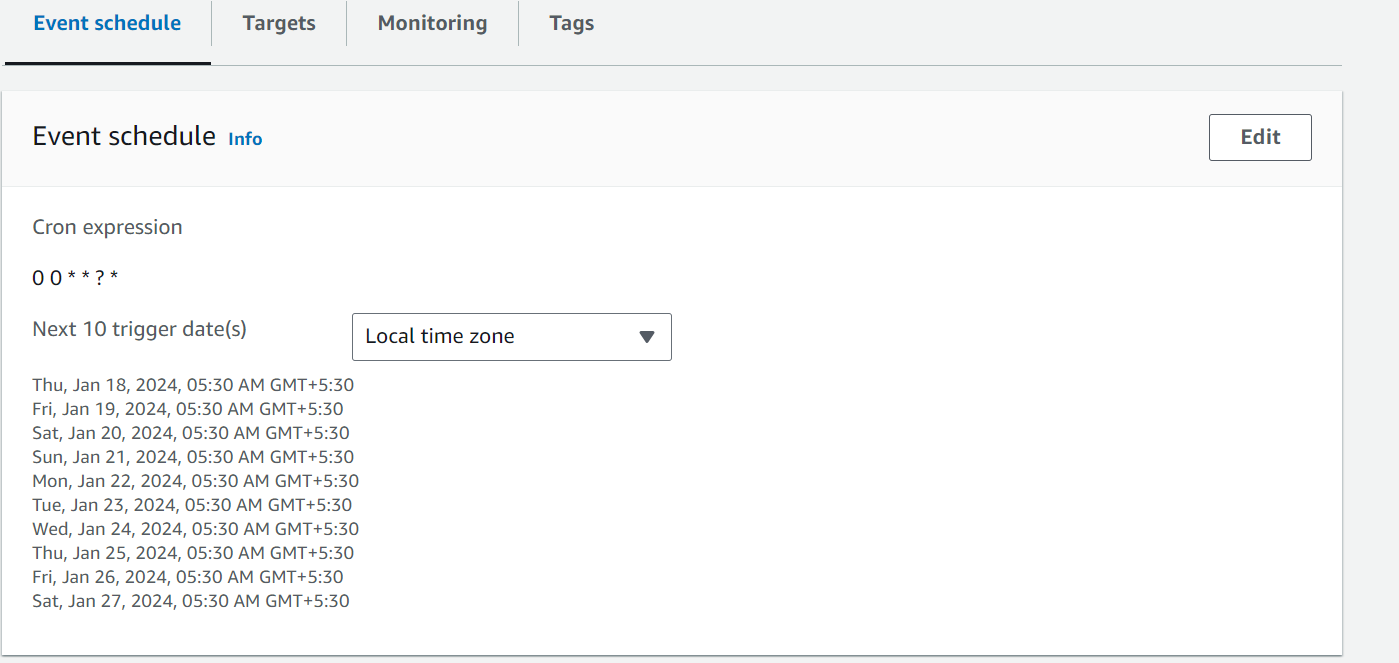 Event schedule Targets Monitoring Tags
Event schedule Info Edit
Cron expression
0 0 * * ? *
Next 10 trigger date(s) Local time zone
Thu, Jan 18, 2024, 05:30 AM GMT+5:30
Fri, Jan 19, 2024, 05:30 AM GMT+5:30
Sat, Jan 20, 2024, 05:30 AM GMT+5:30
Sun, Jan 21, 2024, 05:30 AM GMT+5:30
Mon, Jan 22, 2024, 05:30 AM GMT+5:30
Tue, Jan 23, 2024, 05:30 AM GMT+5:30
Wed, Jan 24, 2024, 05:30 AM GMT+5:30
Thu, Jan 25, 2024, 05:30 AM GMT+5:30
Fri, Jan 26, 2024, 05:30 AM GMT+5:30
Sat, Jan 27, 2024, 05:30 AM GMT+5:30